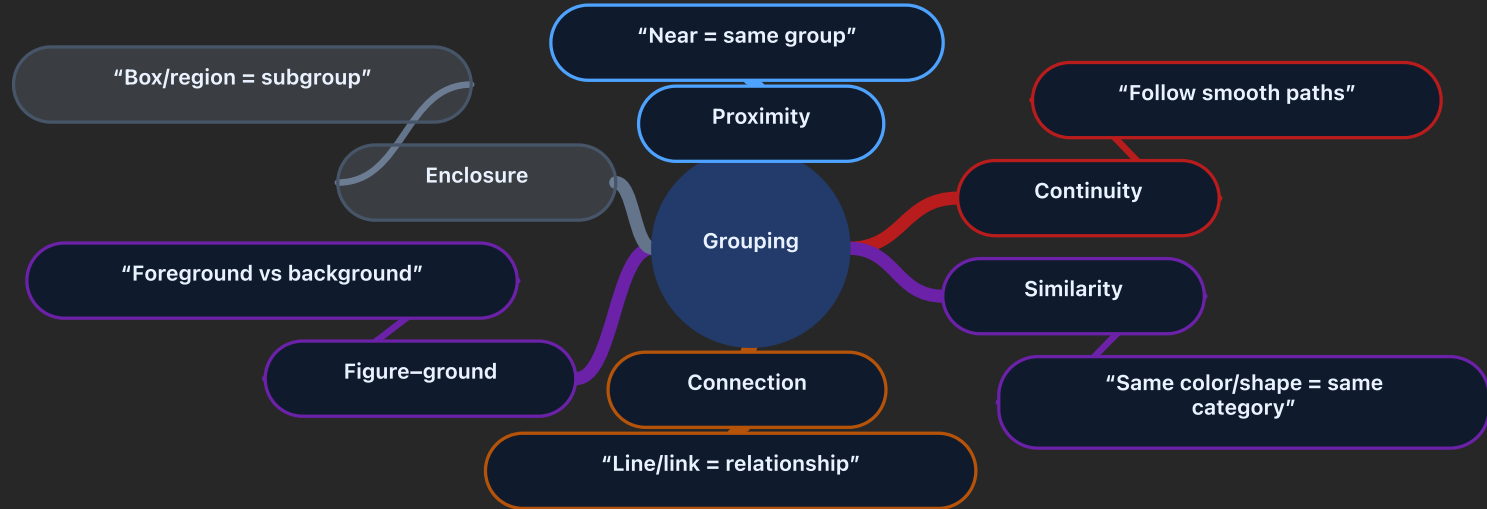 “Near = same group”
“Box/region = subgroup”
“Follow smooth paths”
Proximity
Enclosure
Continuity
Grouping
“Foreground vs background”
Similarity
Figure–ground
Connection
“Same color/shape = same
category”
“Line/link = relationship”